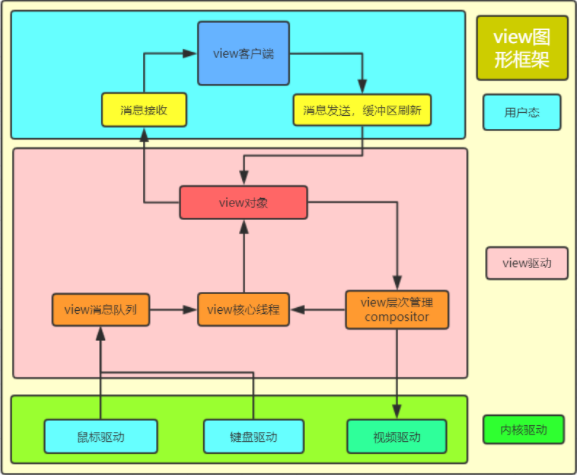 view图
形框架
view客户端
消息接收
消息发送，缓冲区刷新
用户态
view对象
view驱动
view消息队列
view核心线程
view层次管理
compositor
鼠标驱动
键盘驱动
视频驱动
内核驱动